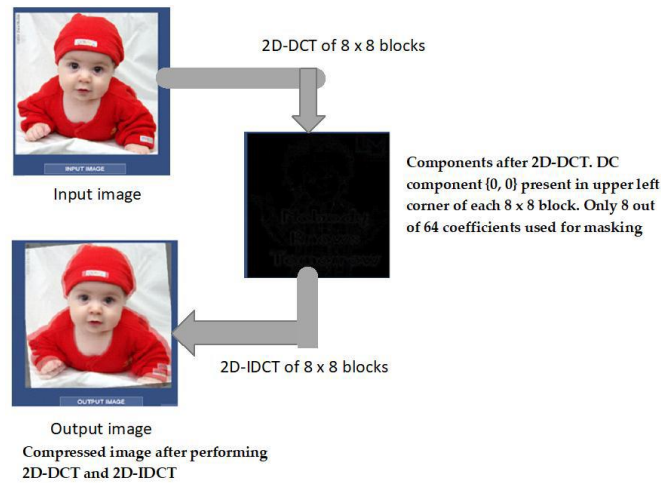 2D-DCT of 8 x 8 blocks
INPUT IMAGE
Input image
Components after 2D-DCT. DC
component {0, 0} present in upper left
corner of each 8 x 8 block. Only 8 out
of 64 coefficients used for masking
2D-IDCT of 8 x 8 blocks
OUTPUT IMAGE
Output image
Compressed image after performing
2D-DCT and 2D-IDCT